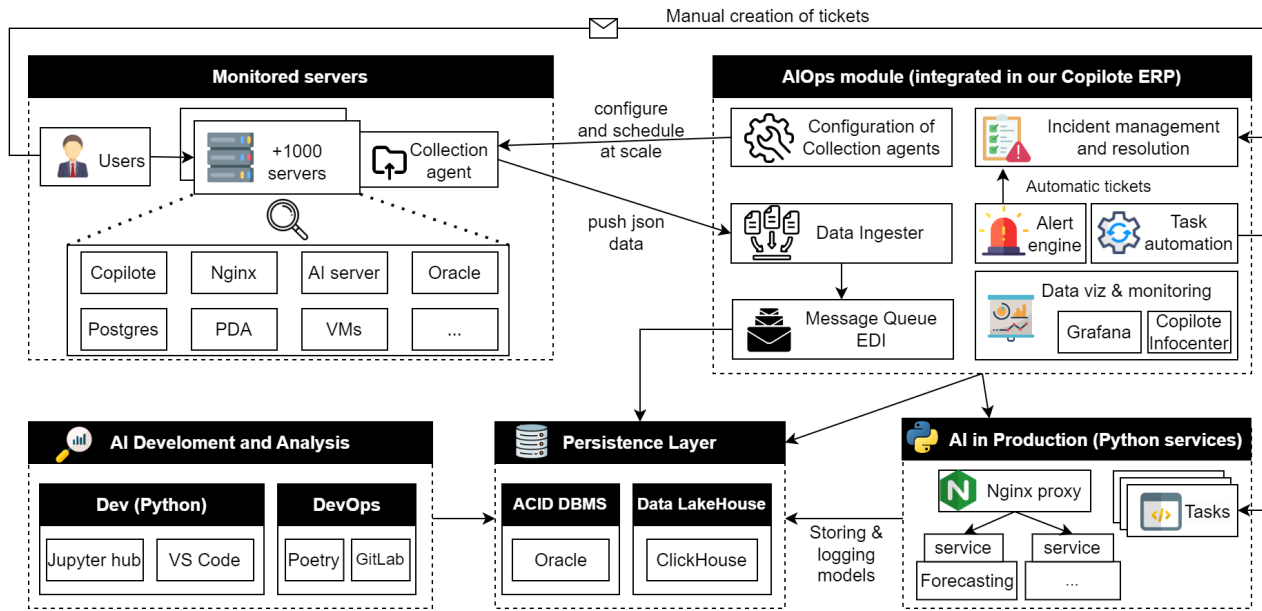 Manual creation of tickets
Monitored servers
Users
+1000
servers
Collection
agent
Copilote
Nginx
AI server
Oracle
Postgres
PDA
VMs
...
configure
and schedule
at scale
push json
data
AIOps module (integrated in our Copilote ERP)
Configuration of
Collection agents
Incident management
and resolution
Automatic tickets
Data Ingester
Alert
engine
Task
automation
Message Queue
EDI
Data viz & monitoring
Grafana
Copilote
Infocenter
AI Develoment and Analysis
Dev (Python)
Jupyter hub
VS Code
DevOps
Poetry
GitLab
Persistence Layer
ACID DBMS
Oracle
Data LakeHouse
ClickHouse
Storing &
logging
models
AI in Production (Python services)
N
Nginx proxy
service
Forecasting
service
...
</>
Tasks